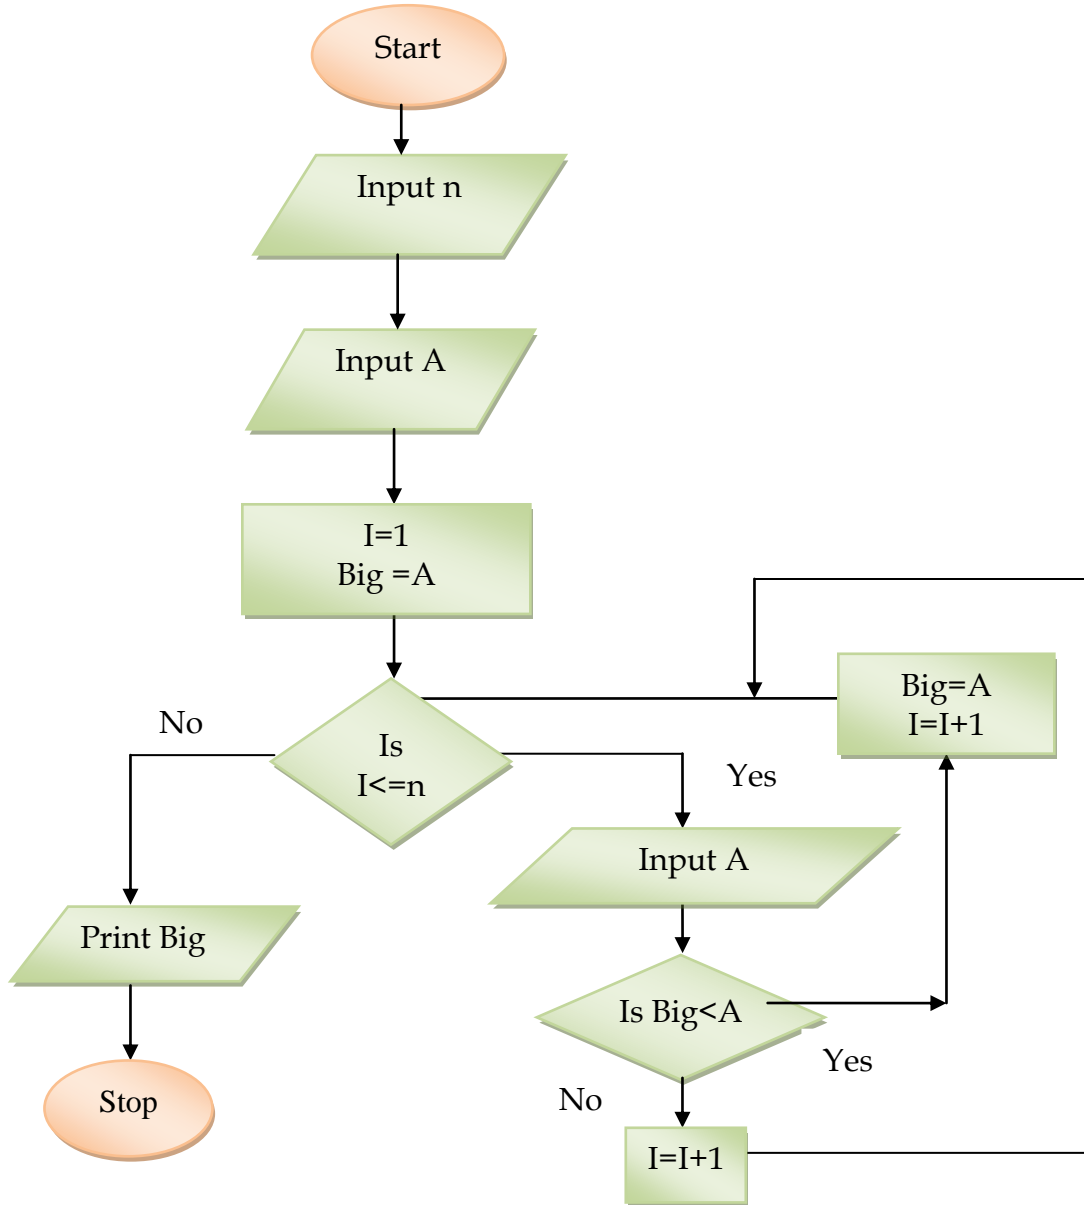 Start
Input n
Input A
I=1
Big =A
Big=A
I=I+1
No
Is
I<=n
Yes
Input A
Print Big
Is Big<A
Yes
Stop
No
I=I+1